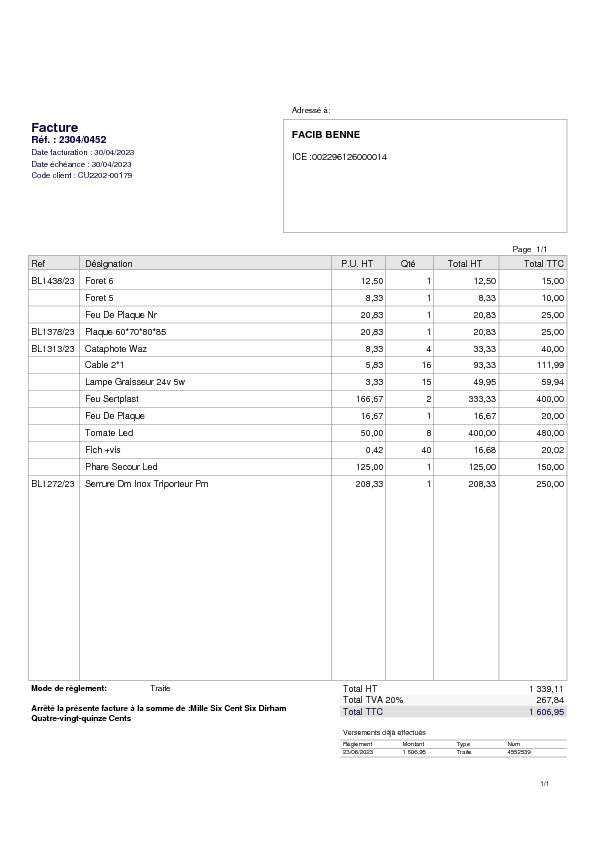 Adressé à:
Facture
Réf. : 2304/0452
Date facturation : 30/04/2023
Date échéance : 30/04/2023
Code client : CU2202-00179
FACIB BENNE
ICE :002296126000014
Page 1/1
Ref Désignation P.U. HT Qté Total HT Total TTC
BL1438/23 Foret 6 12,50 1 12,50 15,00
Foret 5 8,33 1 8,33 10,00
Feu De Plaque Nr 20,83 1 20,83 25,00
BL1378/23 Plaque 60*70*80*85 20,83 1 20,83 25,00
BL1313/23 Cataphote Waz 8,33 4 33,33 40,00
Cable 2*1 5,83 16 93,33 111,99
Lampe Graisseur 24v 5w 3,33 15 49,95 59,94
Feu Sertplast 166,67 2 333,33 400,00
Feu De Plaque 16,67 1 16,67 20,00
Tomate Led 50,00 8 400,00 480,00
Fich +vis 0,42 40 16,68 20,02
Phare Secour Led 125,00 1 125,00 150,00
BL1272/23 Serrure Dm Inox Triporteur Pm 208,33 1 208,33 250,00
Mode de règlement: Traite
Total HT 1 339,11
Total TVA 20% 267,84
Total TTC 1 606,95
Arrêté la présente facture à la somme de :Mille Six Cent Six Dirham
Quatre-vingt-quinze Cents
Versements déjà effectués
Règlement Montant Type Num
23/06/2023 1 606,95 Traite 4552539
1/1